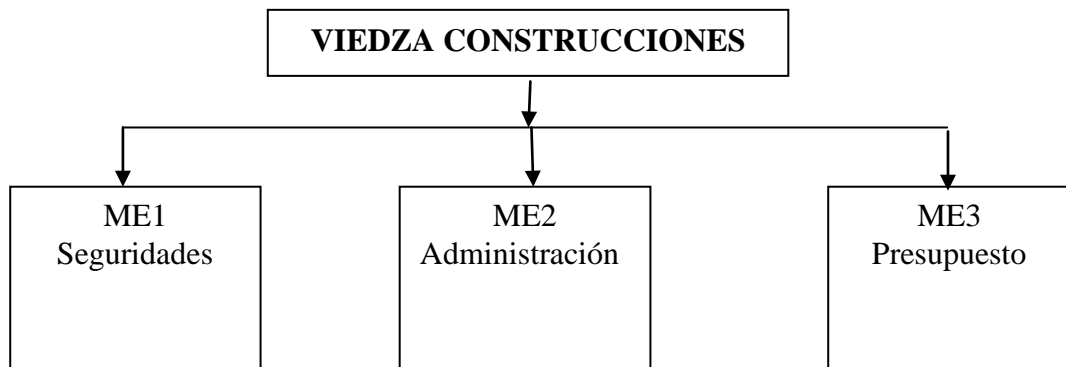 VIEDZA CONSTRUCCIONES
ME1
Seguridades
ME2
Administración
ME3
Presupuesto